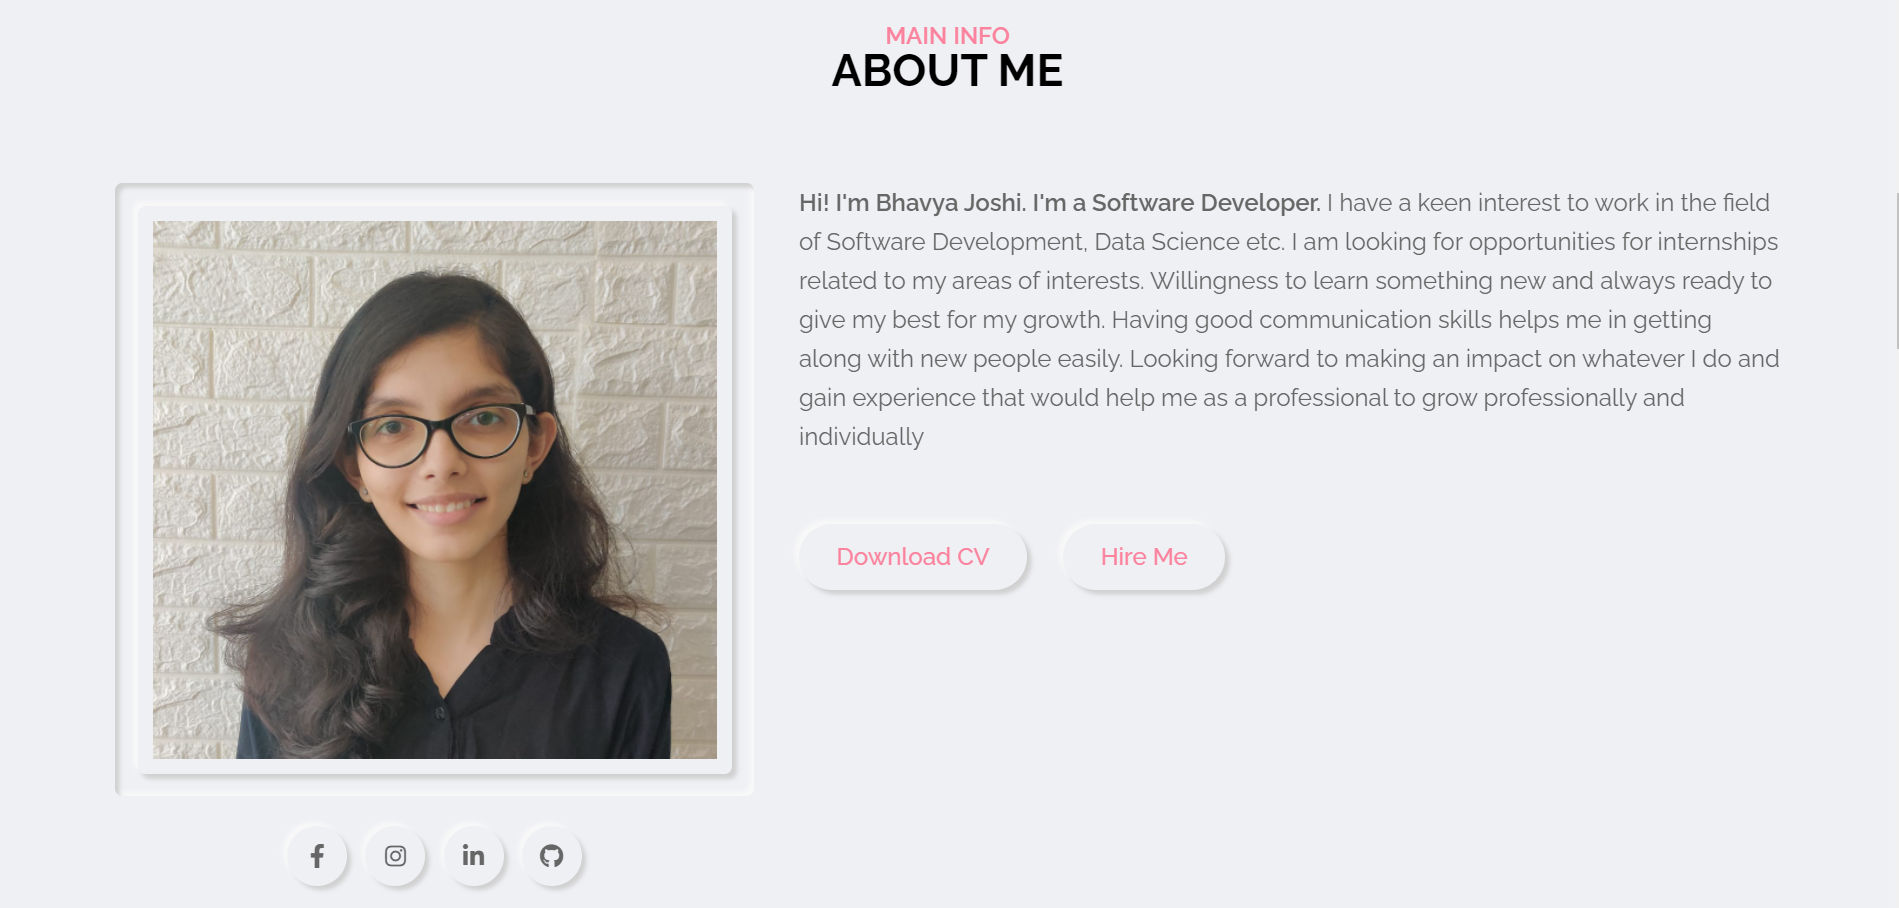 MAIN INFO
ABOUT ME
Hi! I'm Bhavya Joshi. I'm a Software Developer. I have a keen interest to work in the field
of Software Development, Data Science etc. I am looking for opportunities for internships
related to my areas of interests. Willingness to learn something new and always ready to
give my best for my growth. Having good communication skills helps me in getting
along with new people easily. Looking forward to making an impact on whatever I do and
gain experience that would help me as a professional to grow professionally and
individually
Download CV
Hire Me